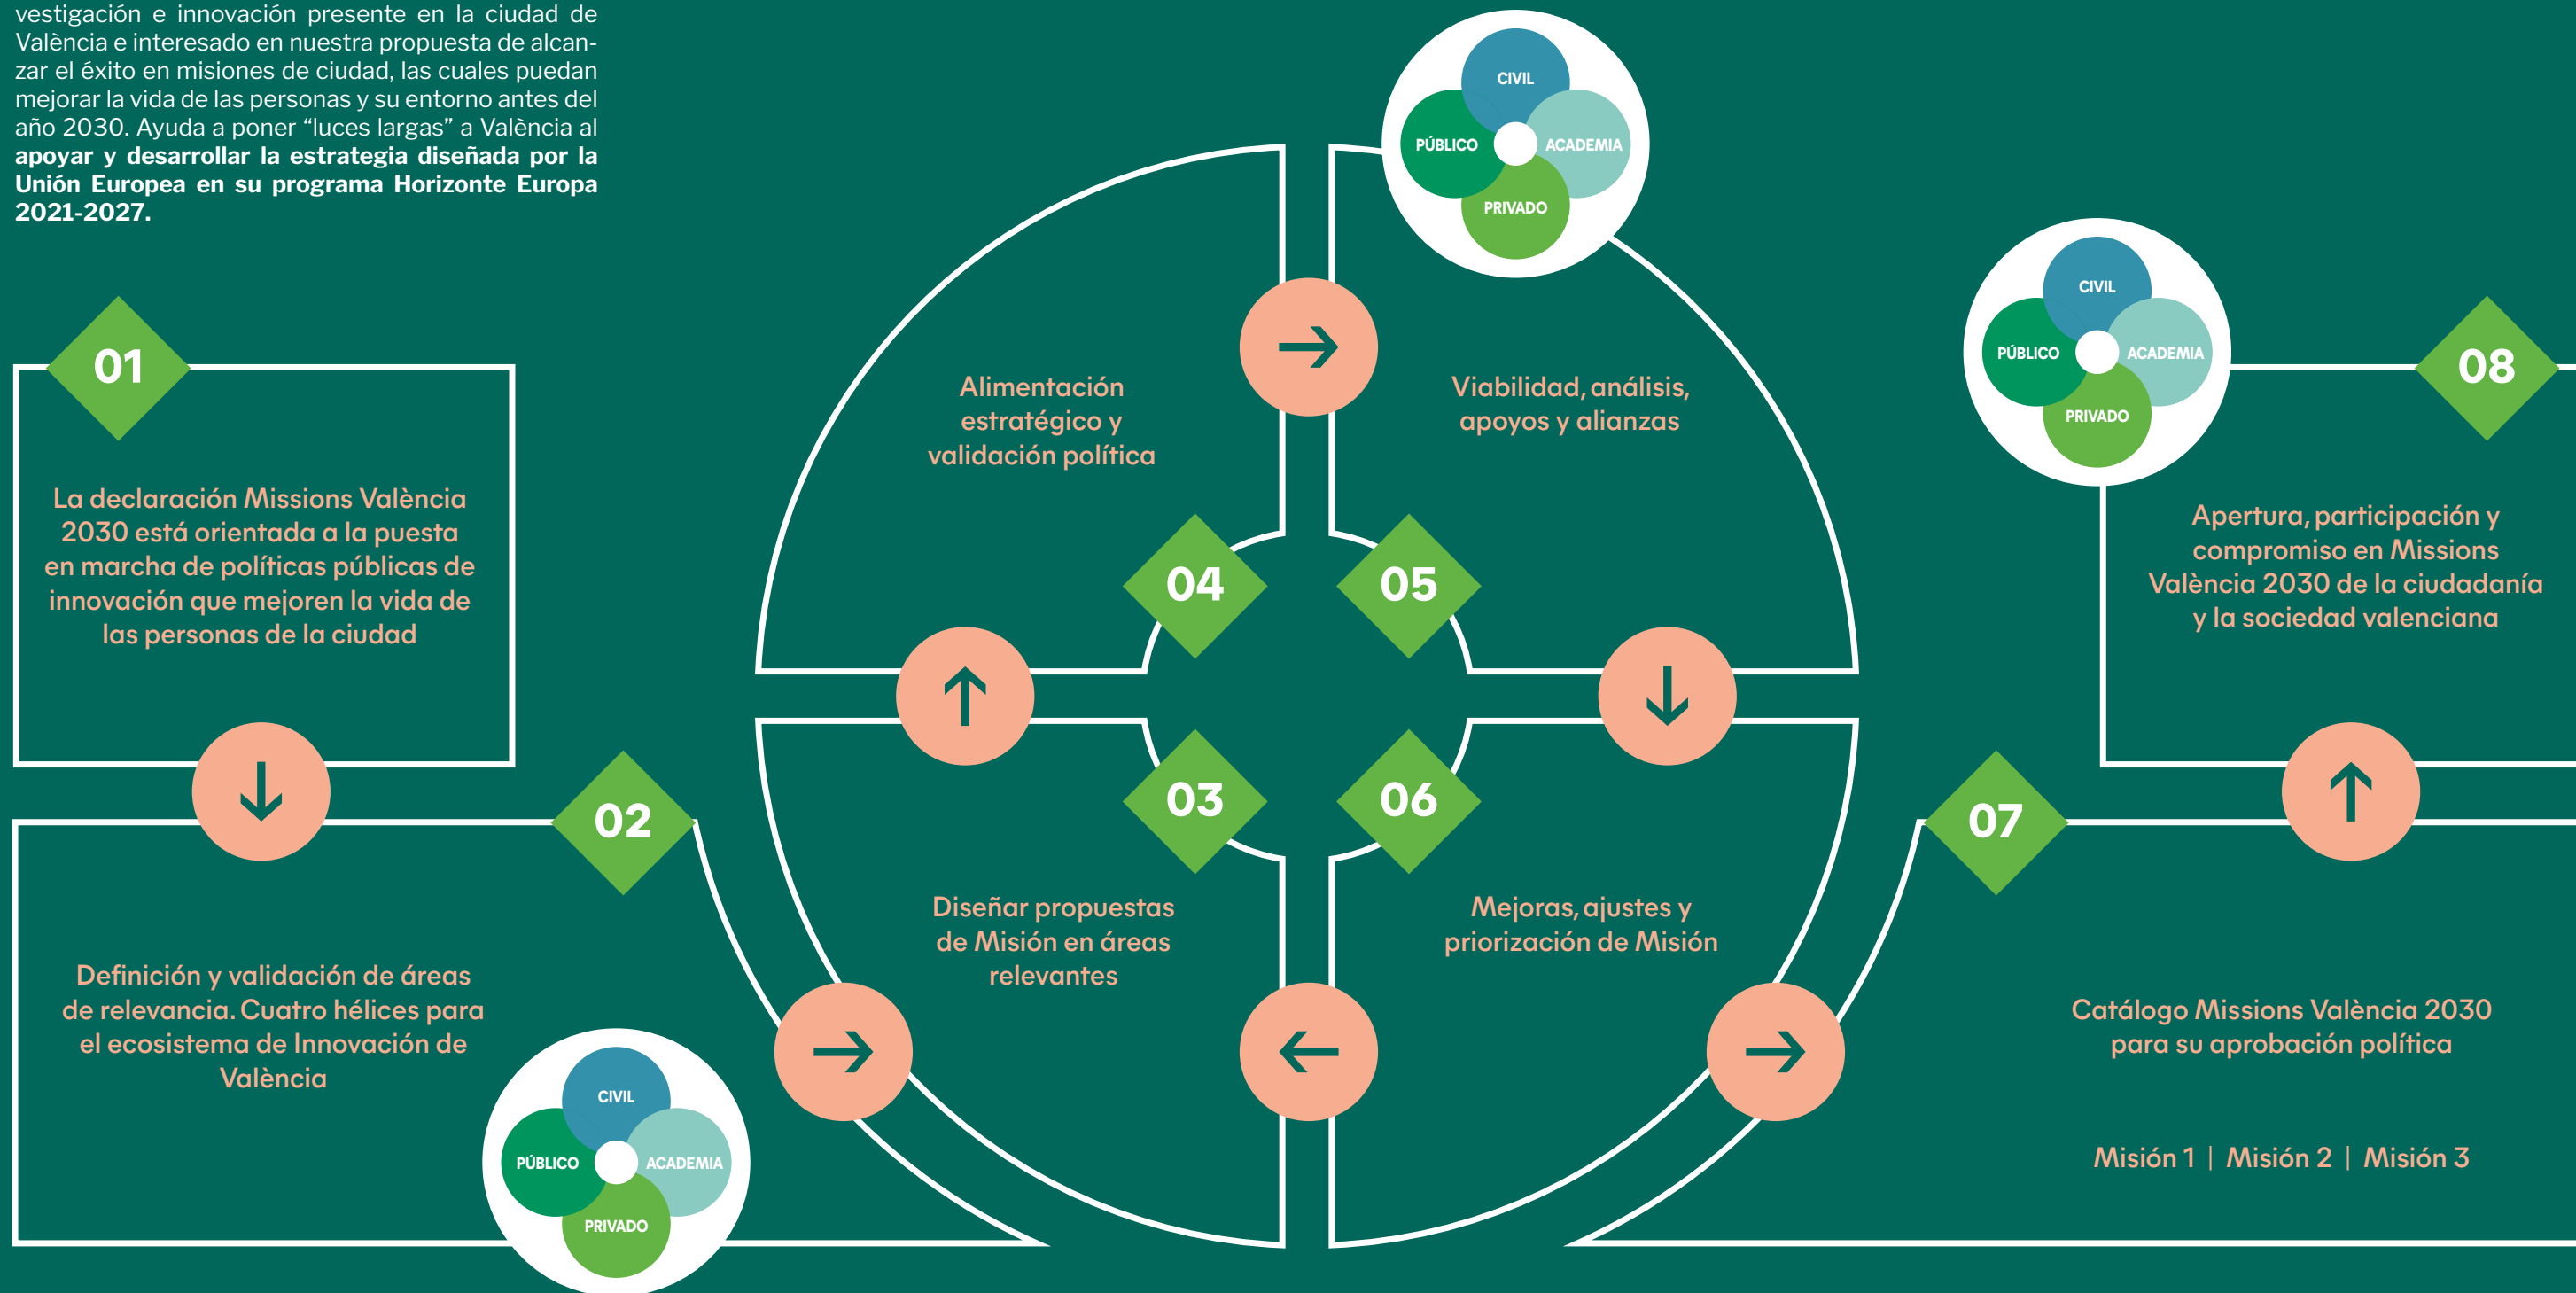 vestigación e innovación presente en la ciudad de
València e interesado en nuestra propuesta de alcan-
zar el éxito en misiones de ciudad, las cuales puedan
mejorar la vida de las personas y su entorno antes del
año 2030. Ayuda a poner “luces largas” a València al
apoyar y desarrollar la estrategia diseñada por la
Unión Europea en su programa Horizonte Europa
2021-2027.
01
La declaración Missions València
2030 está orientada a la puesta
en marcha de políticas públicas de
innovación que mejoren la vida de
las personas de la ciudad
02
Definición y validación de áreas
de relevancia. Cuatro hélices para
el ecosistema de Innovación de
València
CIVIL
PÚBLICO
ACADEMIA
PRIVADO
03
Diseñar propuestas
de Misión en áreas
relevantes
04
Alimentación
estratégico y
validación política
05
Viabilidad, análisis,
apoyos y alianzas
CIVIL
PÚBLICO
ACADEMIA
PRIVADO
06
Mejoras, ajustes y
priorización de Misión
07
Catálogo Missions València 2030
para su aprobación política
Misión 1 | Misión 2 | Misión 3
08
Apertura, participación y
compromiso en Missions
València 2030 de la ciudadanía
y la sociedad valenciana
CIVIL
PÚBLICO
ACADEMIA
PRIVADO